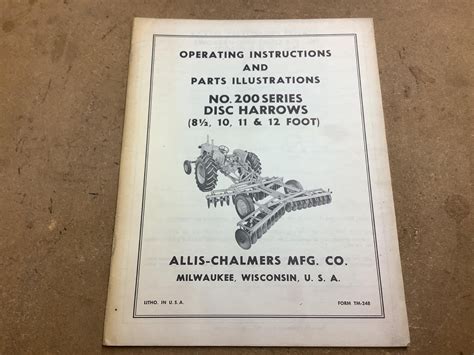 OPERATING INSTRUCTIONS
AND
PARTS ILLUSTRATIONS
NO. 200 SERIES
DISC HARROWS
(8½, 10, 11 & 12 FOOT)
ALLIS-CHALMERS MFG. CO.
MILWAUKEE, WISCONSIN, U. S. A.
LITHO. IN U. S. A.
FORM TM-248